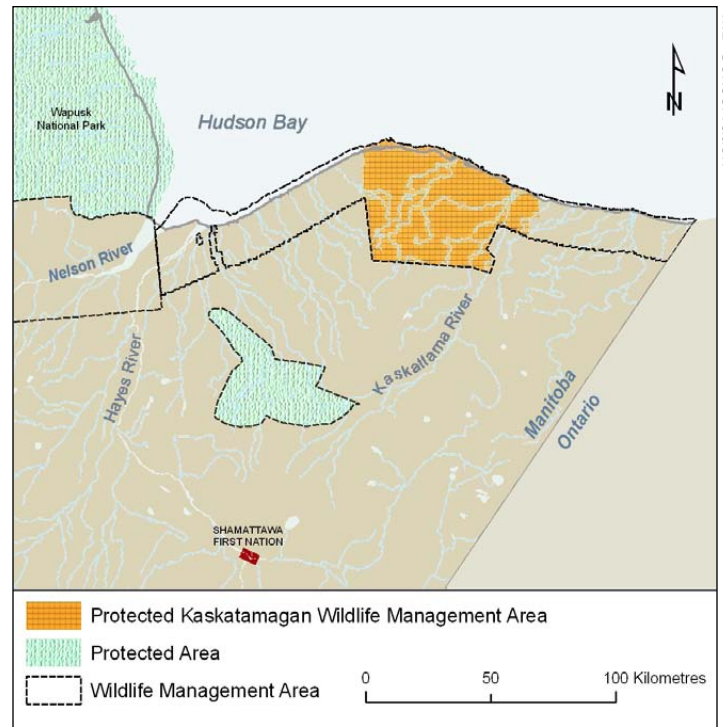 Wapusk
National Park
Hudson Bay
N
Nelson River
Hayes River
Kaskattama River
Manitoba
Ontario
SHAMATTAWA
FIRST NATION
Protected Kaskatamagan Wildlife Management Area
Protected Area
Wildlife Management Area
0 50 100 Kilometres